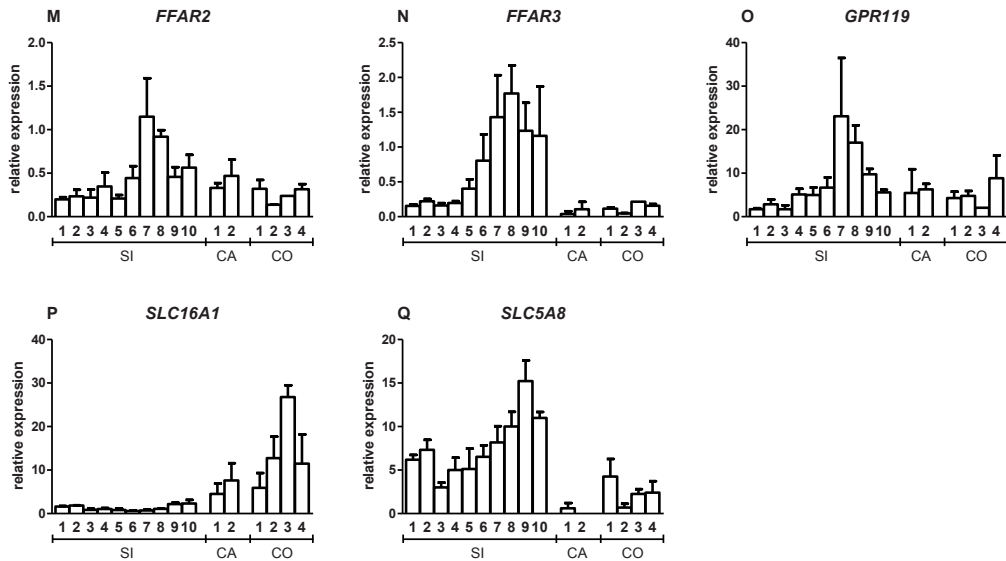 M FFAR2
2.0
1.5
1.0
0.5
0.0
relative expression
1 2 3 4 5 6 7 8 9 10 1 2 1 2 3 4
SI CA CO
N FFAR3
2.5
2.0
1.5
1.0
0.5
0.0
relative expression
1 2 3 4 5 6 7 8 9 10 1 2 1 2 3 4
SI CA CO
O GPR119
40
30
20
10
0
relative expression
1 2 3 4 5 6 7 8 9 10 1 2 1 2 3 4
SI CA CO
P SLC16A1
40
30
20
10
0
relative expression
1 2 3 4 5 6 7 8 9 10 1 2 1 2 3 4
SI CA CO
Q SLC5A8
20
15
10
5
0
relative expression
1 2 3 4 5 6 7 8 9 10 1 2 1 2 3 4
SI CA CO